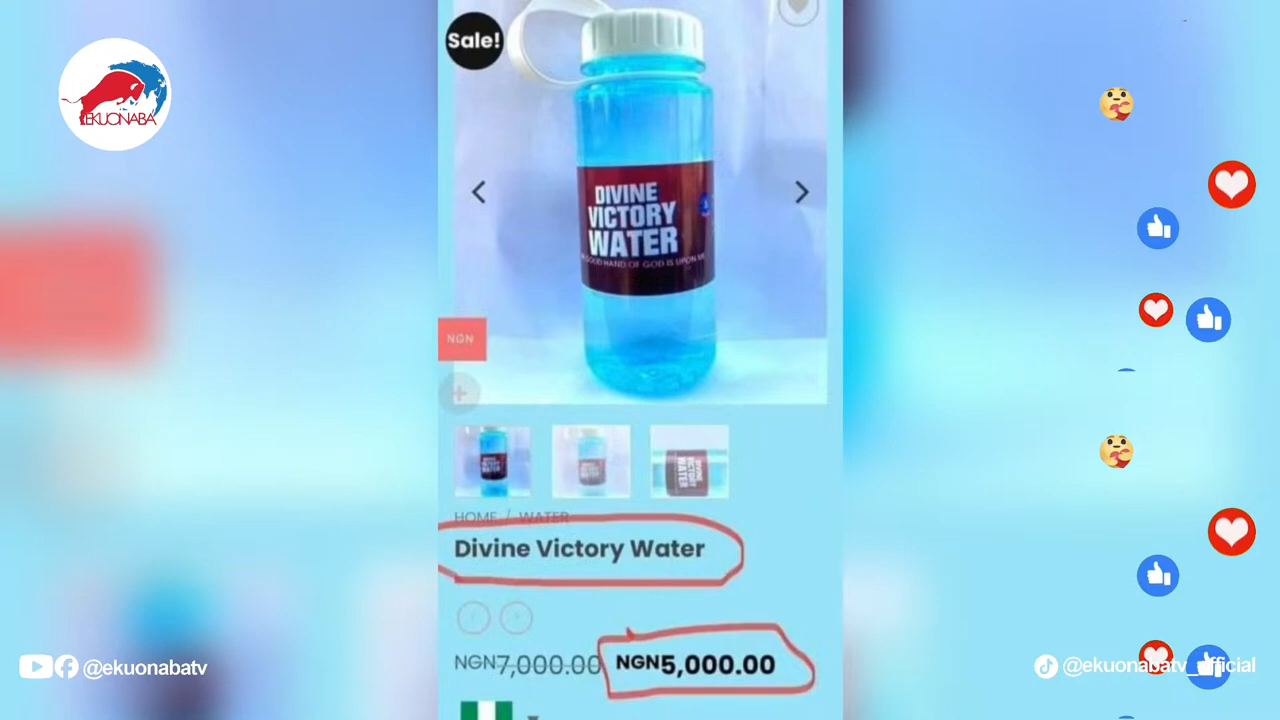 Sale!
EKUONABA
DIVINE
VICTORY
WATER
GOOD HAND OF GOD IS UPON ME
NGN
HOME / WATER
Divine Victory Water
NGN7,000.00 NGN5,000.00
@ekuonabatv
@ekuonabatv_official